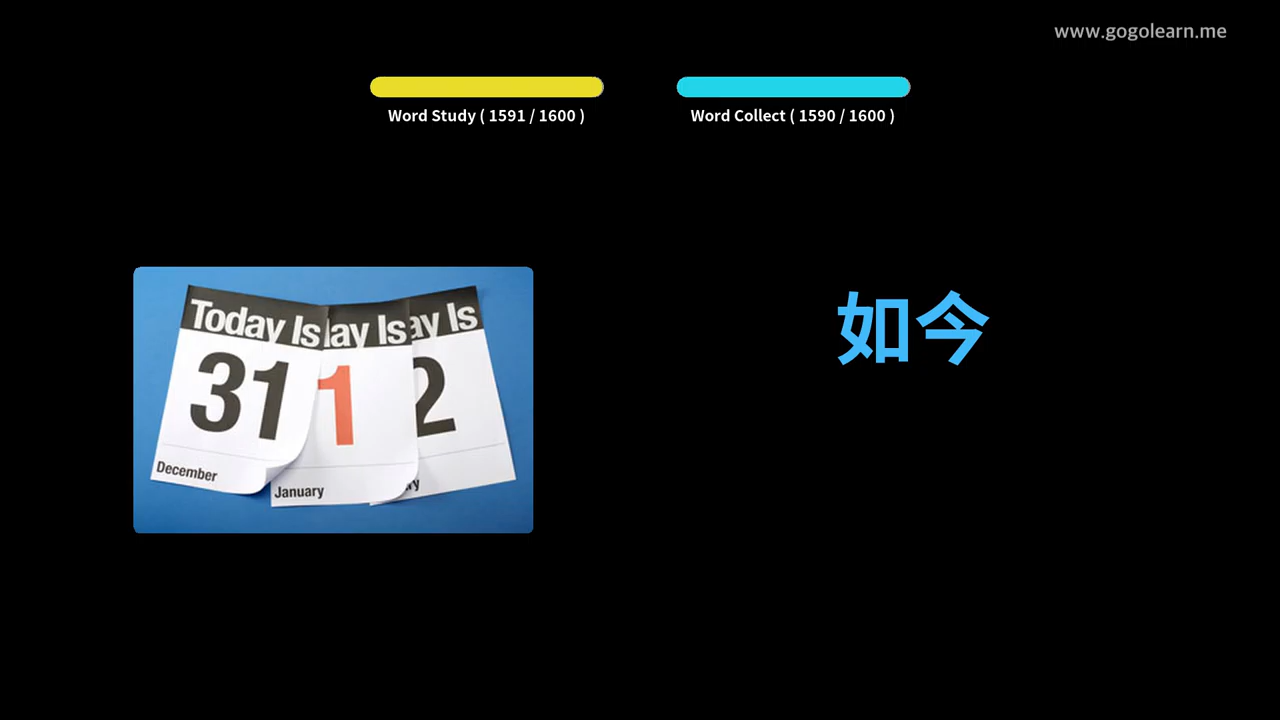 www.gogolearn.me
Word Study ( 1591 / 1600 )
Word Collect ( 1590 / 1600 )
如今
Today Is
31
December
ay Is
1
January
ay Is
2